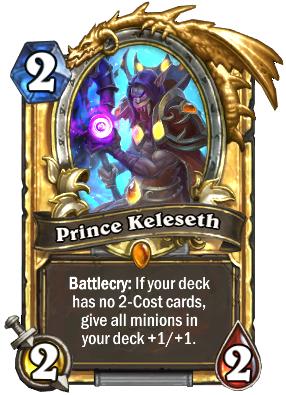 2
Prince Keleseth
Battlecry: If your deck
has no 2-Cost cards,
give all minions in
your deck +1/+1.
2
2